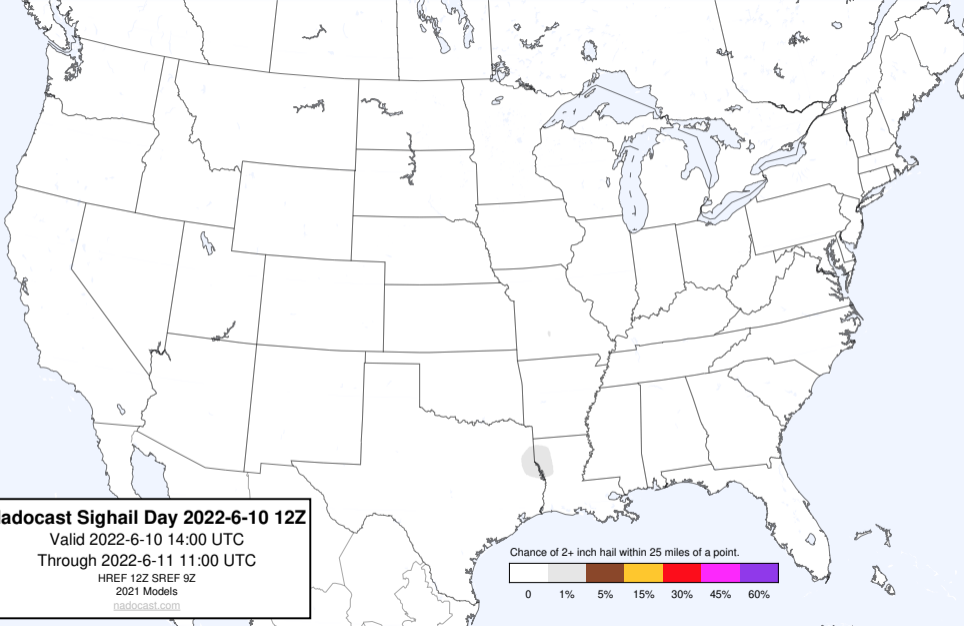 adocast Sighail Day 2022-6-10 12Z
Valid 2022-6-10 14:00 UTC
Through 2022-6-11 11:00 UTC
HREF 12Z SREF 9Z
2021 Models
nadocast.com
Chance of 2+ inch hail within 25 miles of a point.
0 1% 5% 15% 30% 45% 60%